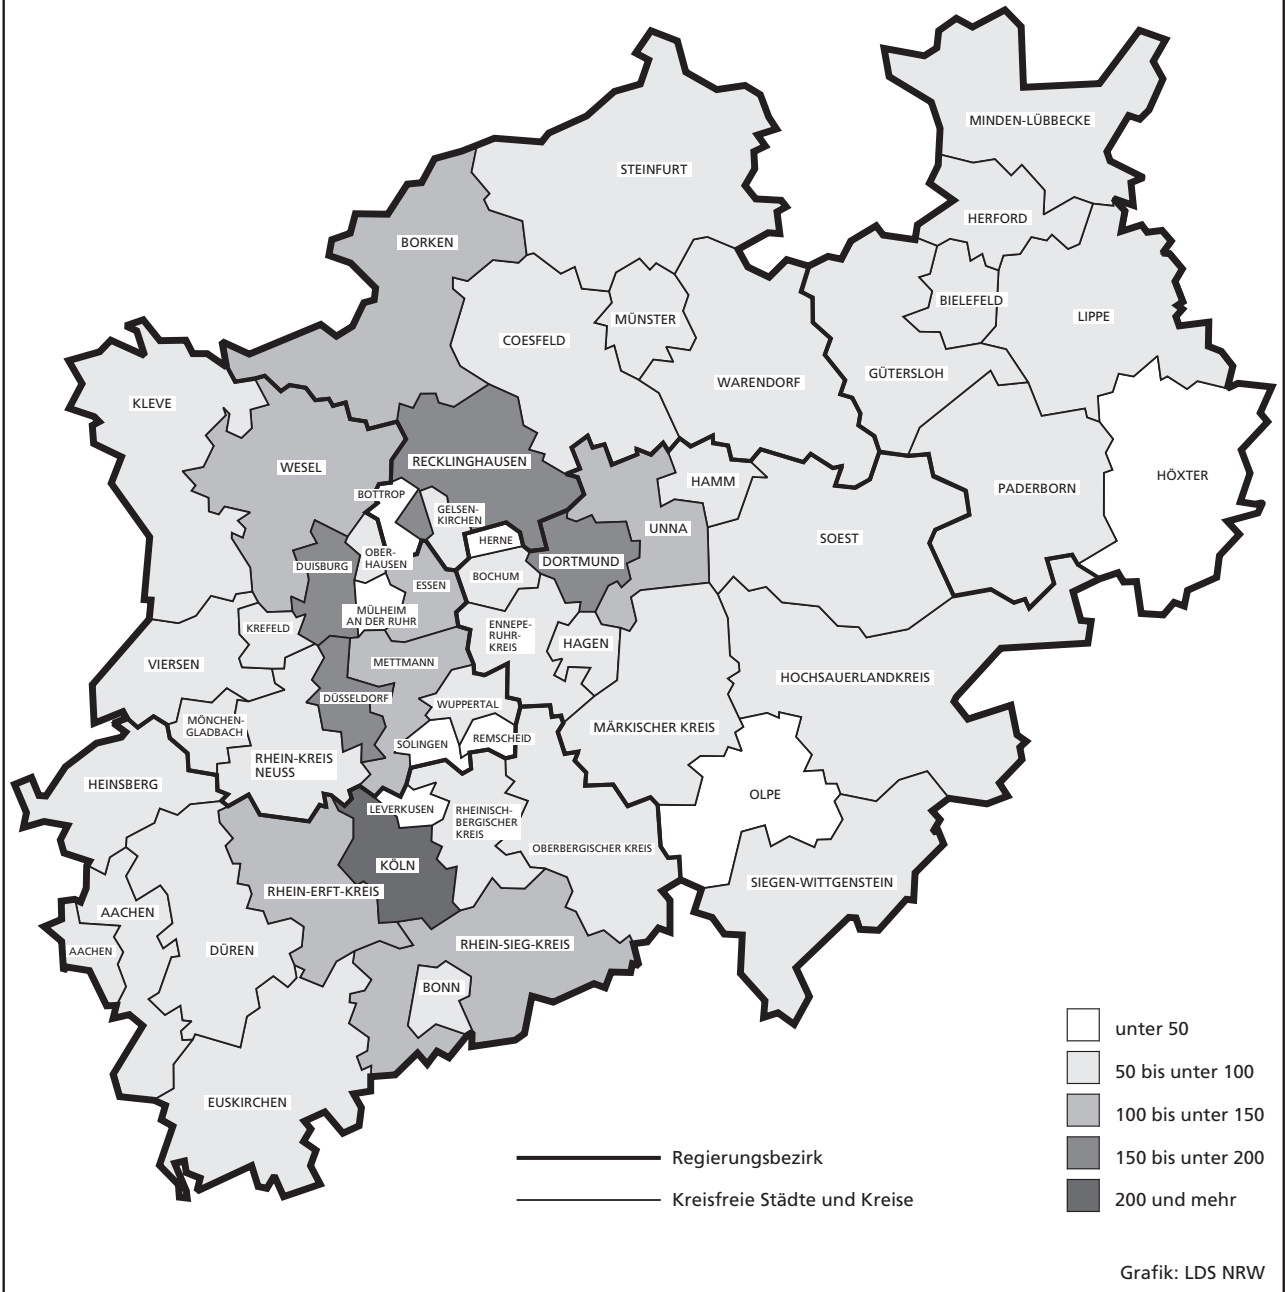 MINDEN-LÜBBECKE
STEINFURT
HERFORD
BORKEN
BIELEFELD
LIPPE
MÜNSTER
COESFELD
GÜTERSLOH
WARENDORF
KLEVE
RECKLINGHAUSEN
WESEL
HÖXTER
HAMM
PADERBORN
BOTTROP
GELSEN-
KIRCHEN
UNNA
SOEST
HERNE
OBER-
HAUSEN
DORTMUND
DUISBURG
BOCHUM
ESSEN
MÜLHEIM
AN DER RUHR
KREFELD
ENNEPE-
RUHR-
KREIS
HAGEN
VIERSEN
METTMANN
HOCHSAUERLANDKREIS
DÜSSELDORF
WUPPERTAL
MÖNCHEN-
GLADBACH
MÄRKISCHER KREIS
SOLINGEN
REMSCHEID
RHEIN-KREIS
NEUSS
HEINSBERG
OLPE
LEVERKUSEN
RHEINISCH-
BERGISCHER
KREIS
OBERBERGISCHER KREIS
KÖLN
SIEGEN-WITTGENSTEIN
RHEIN-ERFT-KREIS
AACHEN
AACHEN
DÜREN
RHEIN-SIEG-KREIS
BONN
EUSKIRCHEN
unter 50
50 bis unter 100
100 bis unter 150
150 bis unter 200
200 und mehr
Regierungsbezirk
Kreisfreie Städte und Kreise
Grafik: LDS NRW